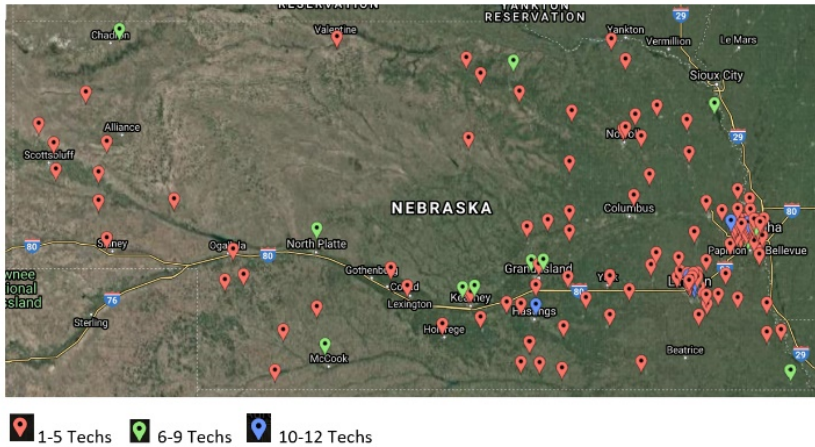 RESERVATION
YANKTON
RESERVATION
29
Chadron
Valentine
Yankton
Vermillion
Le Mars
Sioux City
Alliance
29
Scottsbluff
NEBRASKA
Columbus
80
80
Sidney
Ogallala
80
North Platte
Papillion
Bellevue
Gothenburg
Grand Island
York
Lincoln
80
76
Lexington
Kearney
Hastings
Sterling
Holdrege
McCook
Beatrice
29
1-5 Techs
6-9 Techs
10-12 Techs